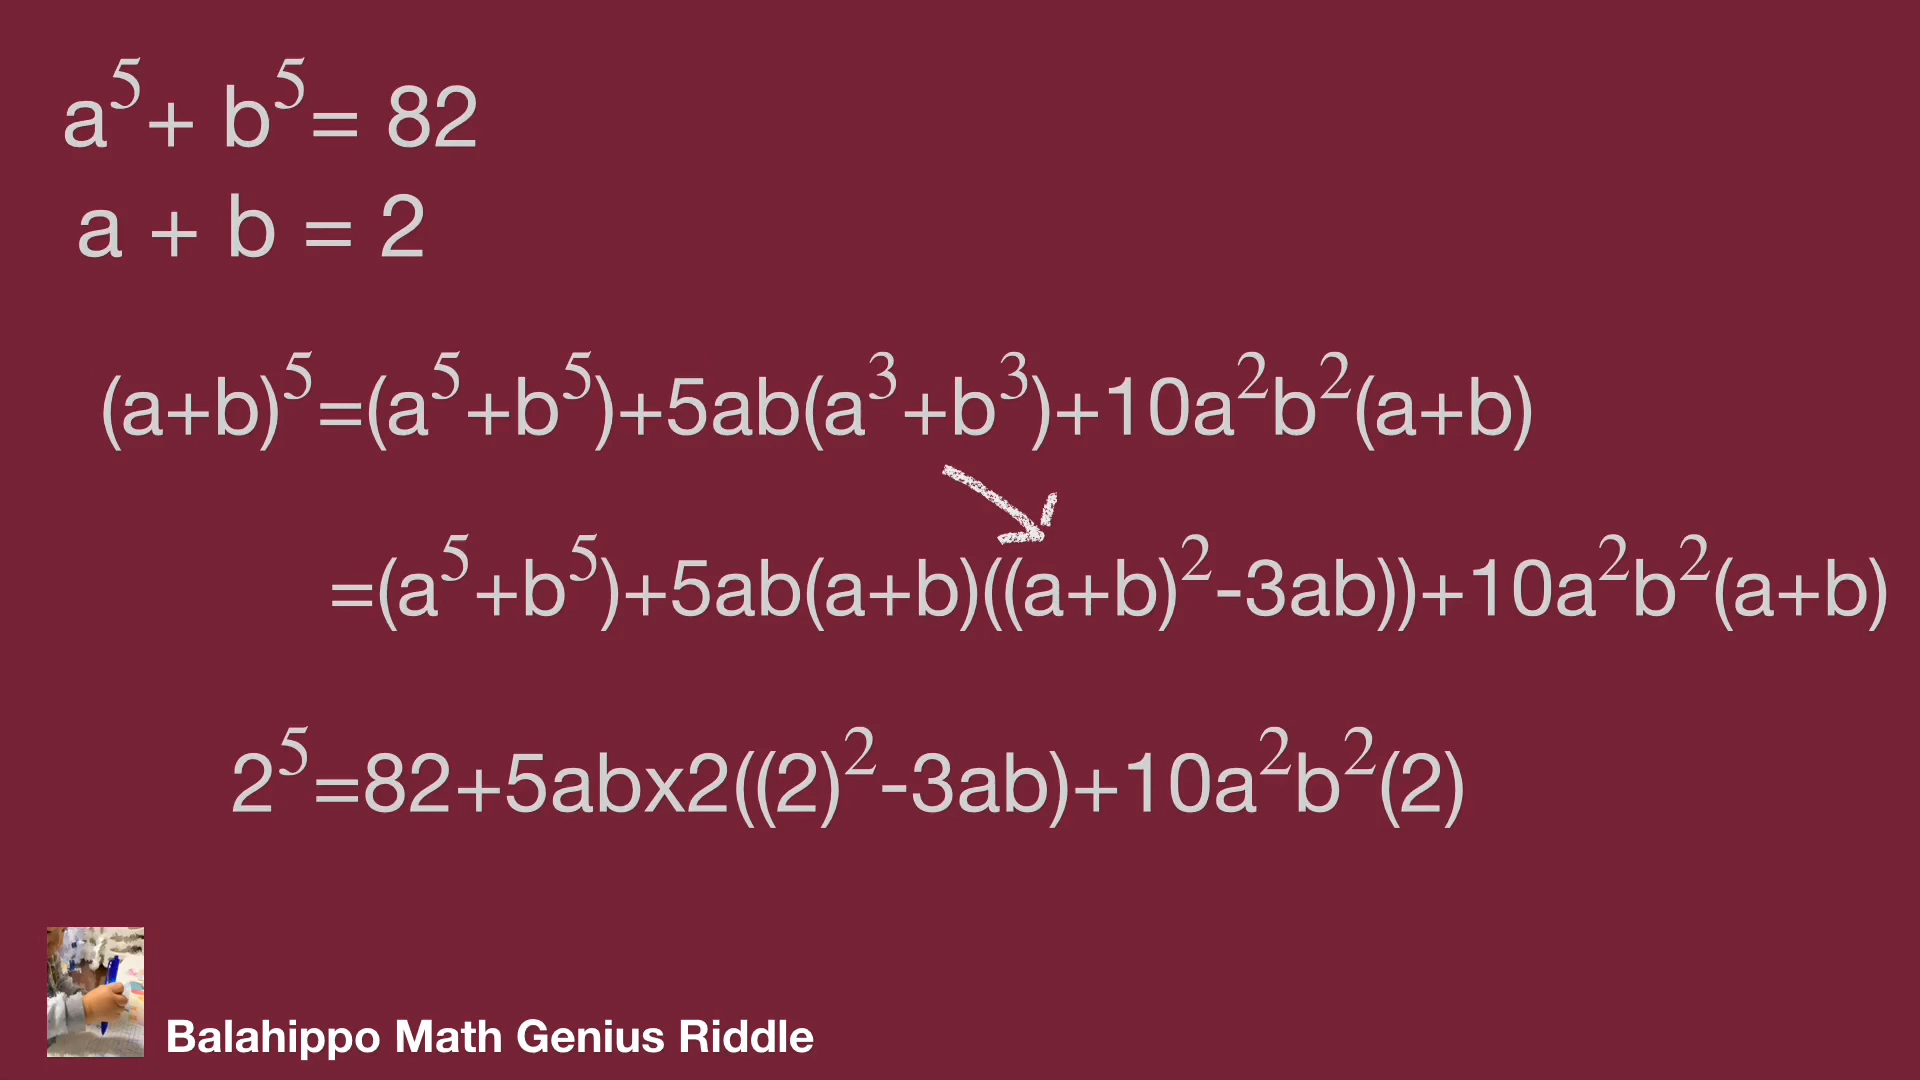 a⁵+ b⁵= 82
a + b = 2
(a+b)⁵=(a⁵+b⁵)+5ab(a³+b³)+10a²b²(a+b)
=(a⁵+b⁵)+5ab(a+b)((a+b)²-3ab))+10a²b²(a+b)
2⁵=82+5abx2((2)²-3ab)+10a²b²(2)
Balahippo Math Genius Riddle